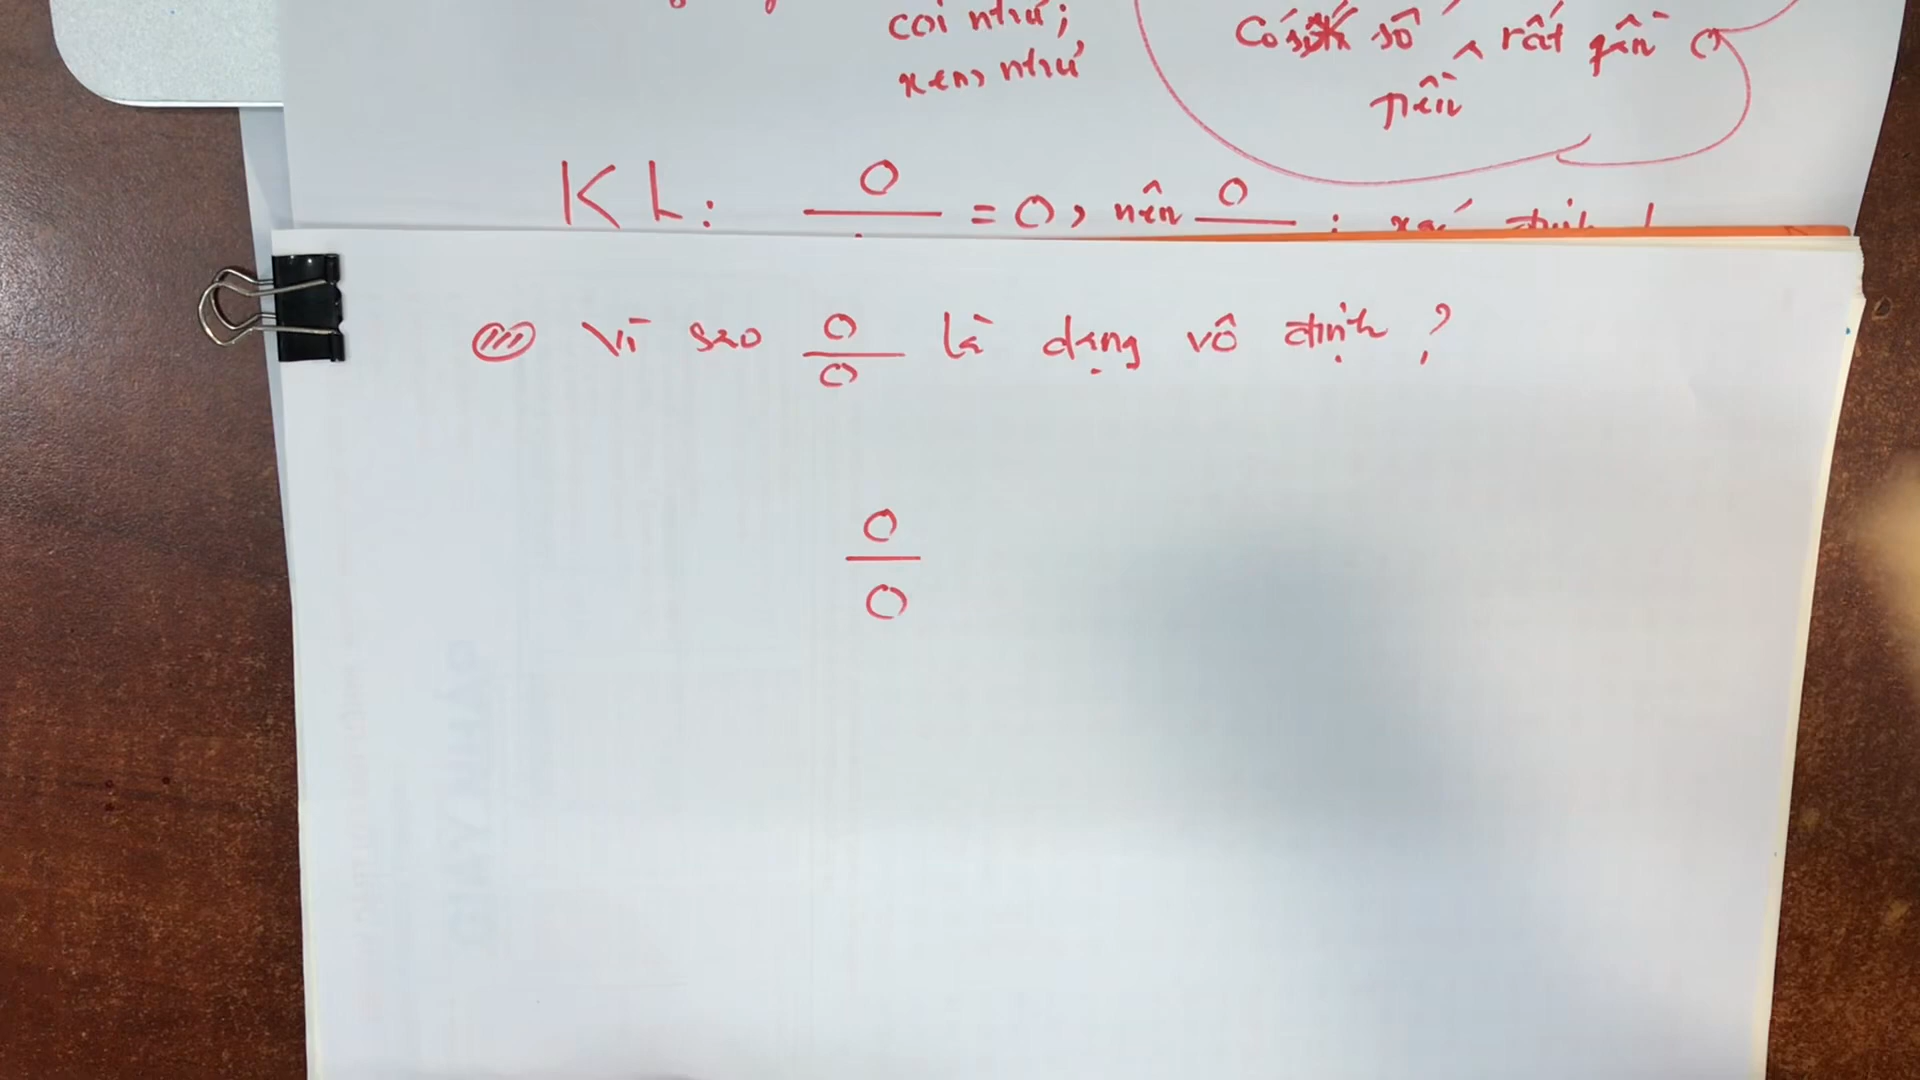 coi như;
xem như
Có số rất gần 0
KL: 0/ = 0, nên 0/
(III) Vì sao 0/0 là dạng vô định ?
0/0